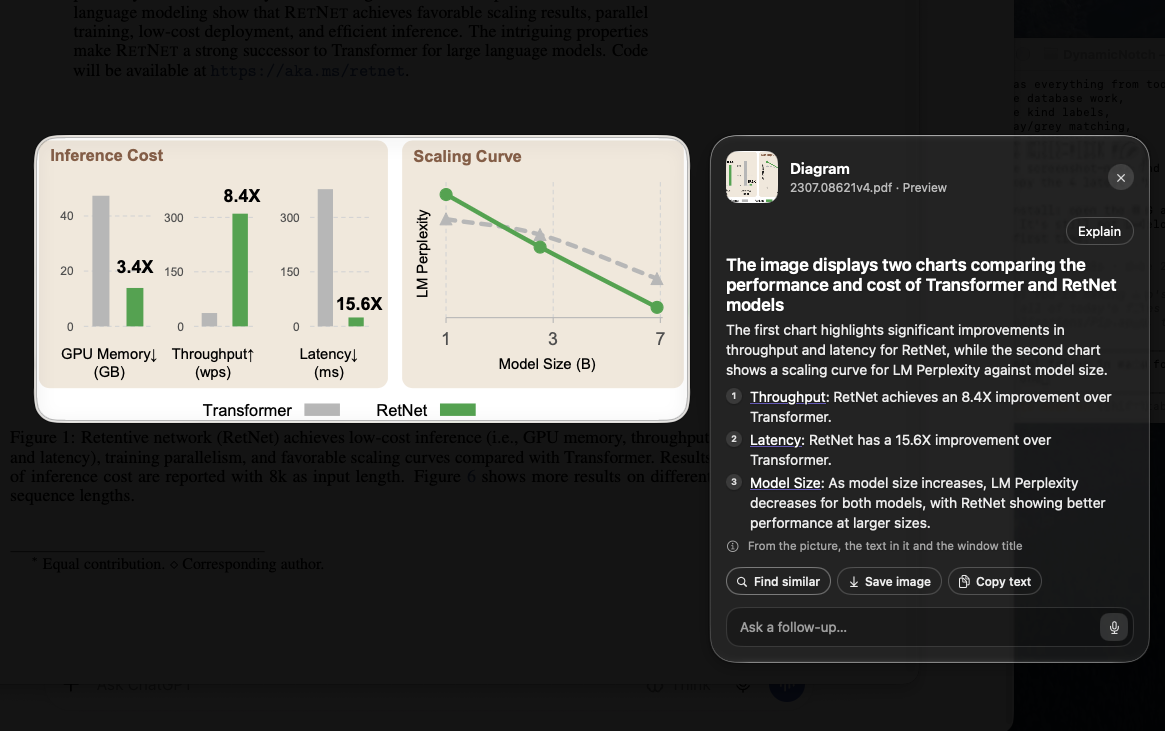 language modeling show that RETNET achieves favorable scaling results, parallel
training, low-cost deployment, and efficient inference. The intriguing properties
make RETNET a strong successor to Transformer for large language models. Code
will be available at https://aka.ms/retnet.
Inference Cost
8.4X
3.4X
15.6X
40
20
0
300
150
0
300
150
0
GPU Memory↓
(GB)
Throughput↑
(wps)
Latency↓
(ms)
Scaling Curve
LM Perplexity
1
3
7
Model Size (B)
Transformer
RetNet
Figure 1: Retentive network (RetNet) achieves low-cost inference (i.e., GPU memory, throughput
and latency), training parallelism, and favorable scaling curves compared with Transformer. Results
of inference cost are reported with 8k as input length. Figure 6 shows more results on different
sequence lengths.
* Equal contribution. ⋄ Corresponding author.
DynamicNotch
everything from
database work,
kind labels,
matching,
Diagram
2307.08621v4.pdf · Preview
Explain
The image displays two charts comparing the
performance and cost of Transformer and RetNet
models
The first chart highlights significant improvements in
throughput and latency for RetNet, while the second chart
shows a scaling curve for LM Perplexity against model size.
1 Throughput: RetNet achieves an 8.4X improvement over
Transformer.
2 Latency: RetNet has a 15.6X improvement over
Transformer.
3 Model Size: As model size increases, LM Perplexity
decreases for both models, with RetNet showing better
performance at larger sizes.
From the picture, the text in it and the window title
Find similar
Save image
Copy text
Ask a follow-up...
Ask ChatGPT
Think